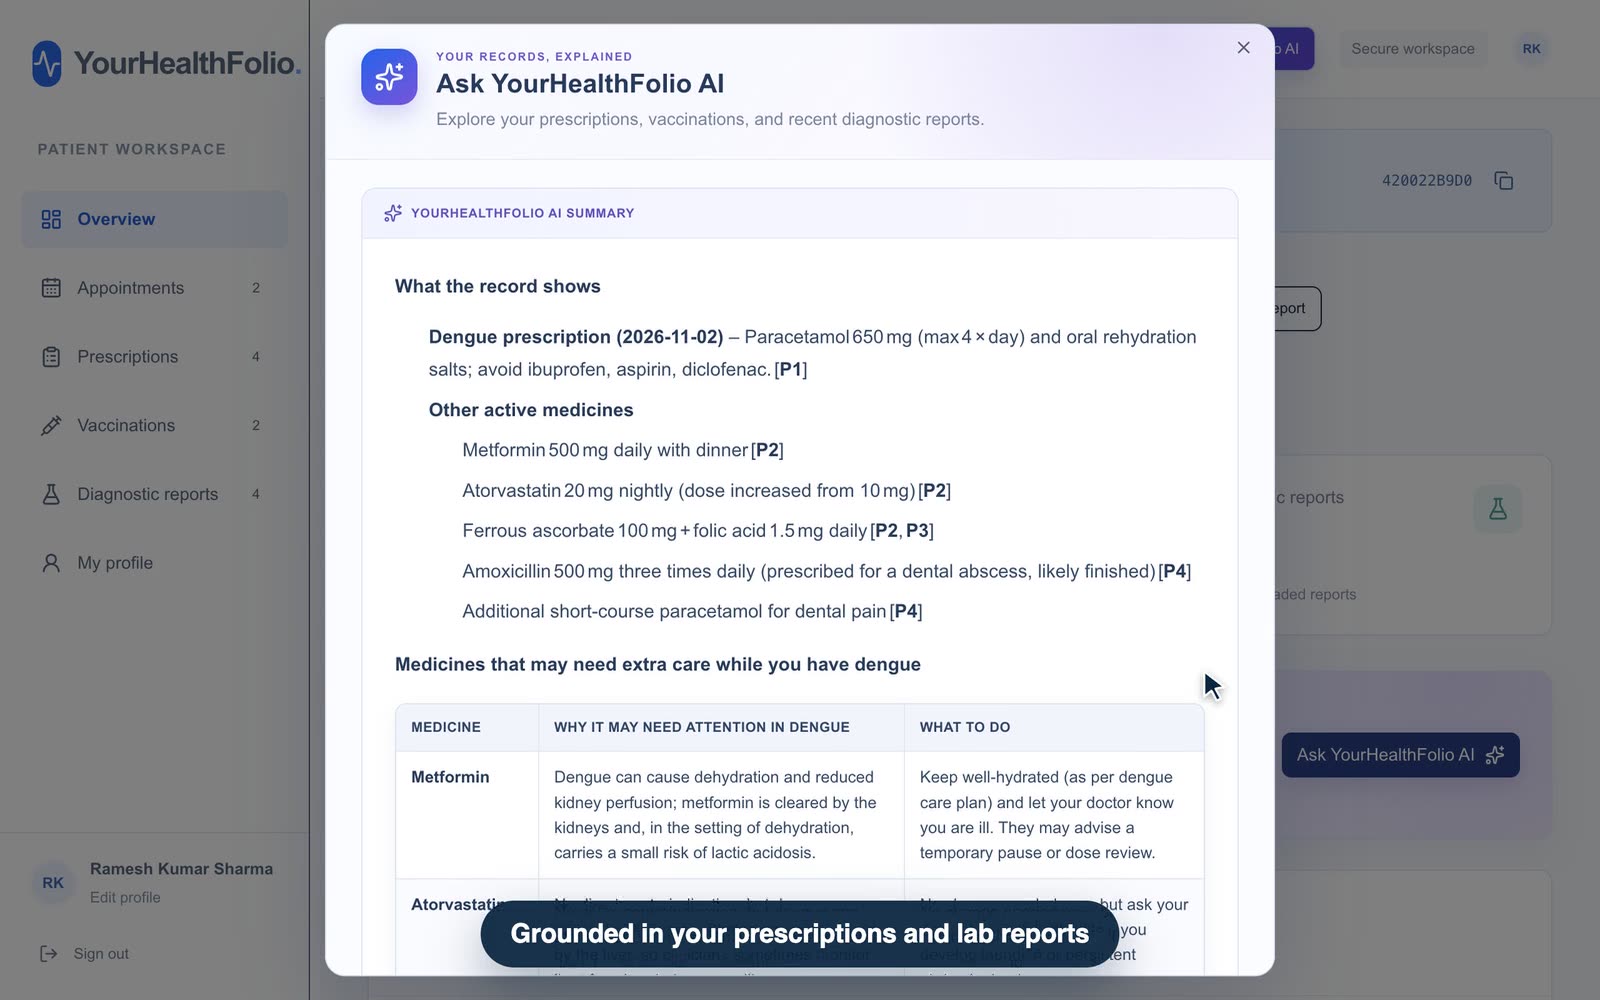 YourHealthFolio.
PATIENT WORKSPACE
Overview
Appointments 2
Prescriptions 4
Vaccinations 2
Diagnostic reports 4
My profile
RK
Ramesh Kumar Sharma
Edit profile
Sign out
AI
Secure workspace
RK
420022B9D0
c reports
aded reports
Ask YourHealthFolio AI
YOUR RECORDS, EXPLAINED
Ask YourHealthFolio AI
Explore your prescriptions, vaccinations, and recent diagnostic reports.
YOURHEALTHFOLIO AI SUMMARY
What the record shows
Dengue prescription (2026-11-02) – Paracetamol 650 mg (max 4 × day) and oral rehydration
salts; avoid ibuprofen, aspirin, diclofenac. [P1]
Other active medicines
Metformin 500 mg daily with dinner [P2]
Atorvastatin 20 mg nightly (dose increased from 10 mg) [P2]
Ferrous ascorbate 100 mg + folic acid 1.5 mg daily [P2, P3]
Amoxicillin 500 mg three times daily (prescribed for a dental abscess, likely finished) [P4]
Additional short-course paracetamol for dental pain [P4]
Medicines that may need extra care while you have dengue
MEDICINE WHY IT MAY NEED ATTENTION IN DENGUE WHAT TO DO
Metformin
Dengue can cause dehydration and reduced
kidney perfusion; metformin is cleared by the
kidneys and, in the setting of dehydration,
carries a small risk of lactic acidosis.
Keep well-hydrated (as per dengue
care plan) and let your doctor know
you are ill. They may advise a
temporary pause or dose review.
Atorvastatin
but ask your
you
Grounded in your prescriptions and lab reports